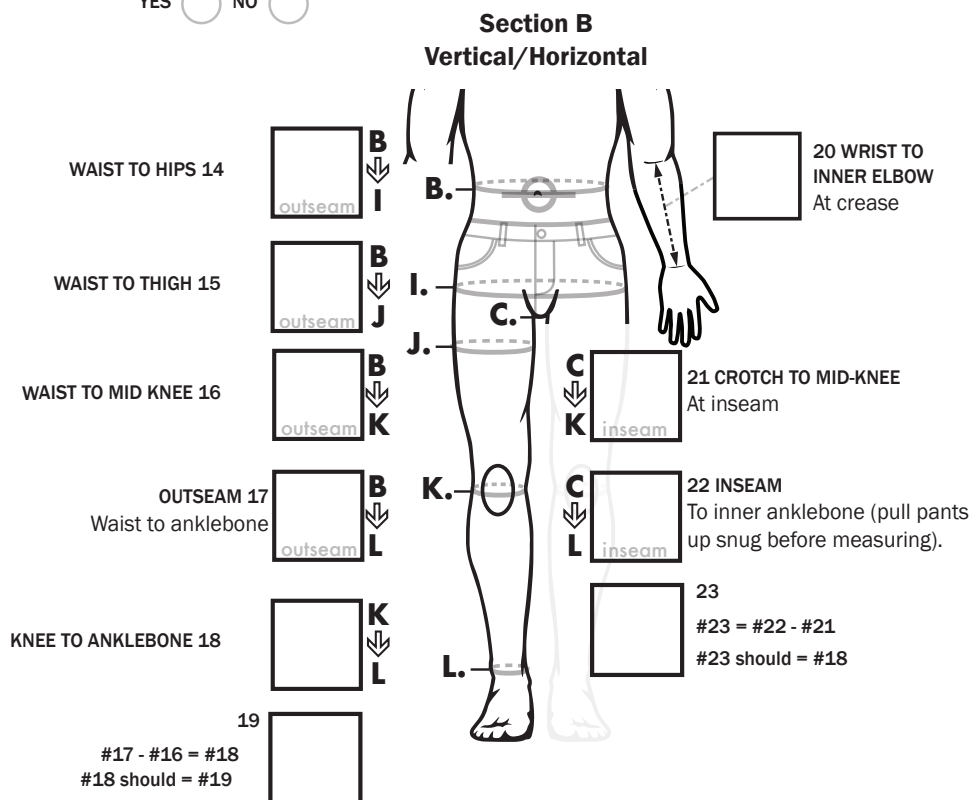 YES NO
Section B
Vertical/Horizontal
WAIST TO HIPS 14
outseam
B
I
WAIST TO THIGH 15
outseam
B
J
WAIST TO MID KNEE 16
outseam
B
K
OUTSEAM 17
Waist to anklebone
outseam
B
L
KNEE TO ANKLEBONE 18
K
L
19
#17 - #16 = #18
#18 should = #19
B.
I.
C.
J.
K.
L.
20 WRIST TO
INNER ELBOW
At crease
C
K
inseam
21 CROTCH TO MID-KNEE
At inseam
C
L
inseam
22 INSEAM
To inner anklebone (pull pants
up snug before measuring).
23
#23 = #22 - #21
#23 should = #18